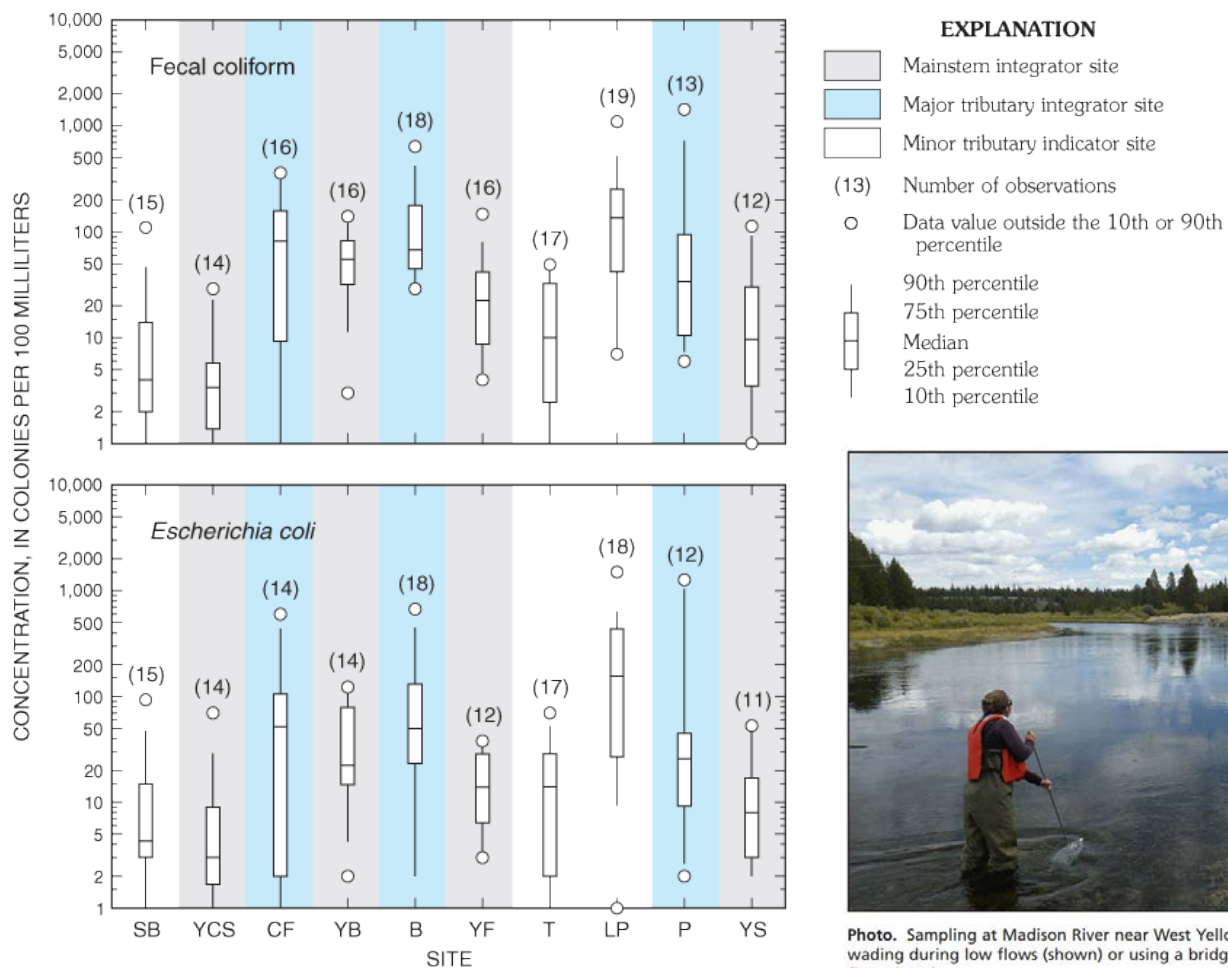 10,000
5,000
2,000
1,000
500
200
100
50
20
10
5
2
1
Fecal coliform
(15)
(14)
(16)
(16)
(18)
(16)
(17)
(19)
(13)
(12)
CONCENTRATION, IN COLONIES PER 100 MILLILITERS
10,000
5,000
2,000
1,000
500
200
100
50
20
10
5
2
1
Escherichia coli
(15)
(14)
(14)
(14)
(18)
(12)
(17)
(18)
(12)
(11)
SB YCS CF YB B YF T LP P YS
SITE
EXPLANATION
Mainstem integrator site
Major tributary integrator site
Minor tributary indicator site
(13) Number of observations
Data value outside the 10th or 90th
percentile
90th percentile
75th percentile
Median
25th percentile
10th percentile
Photo. Sampling at Madison River near West Yello
wading during low flows (shown) or using a bridg